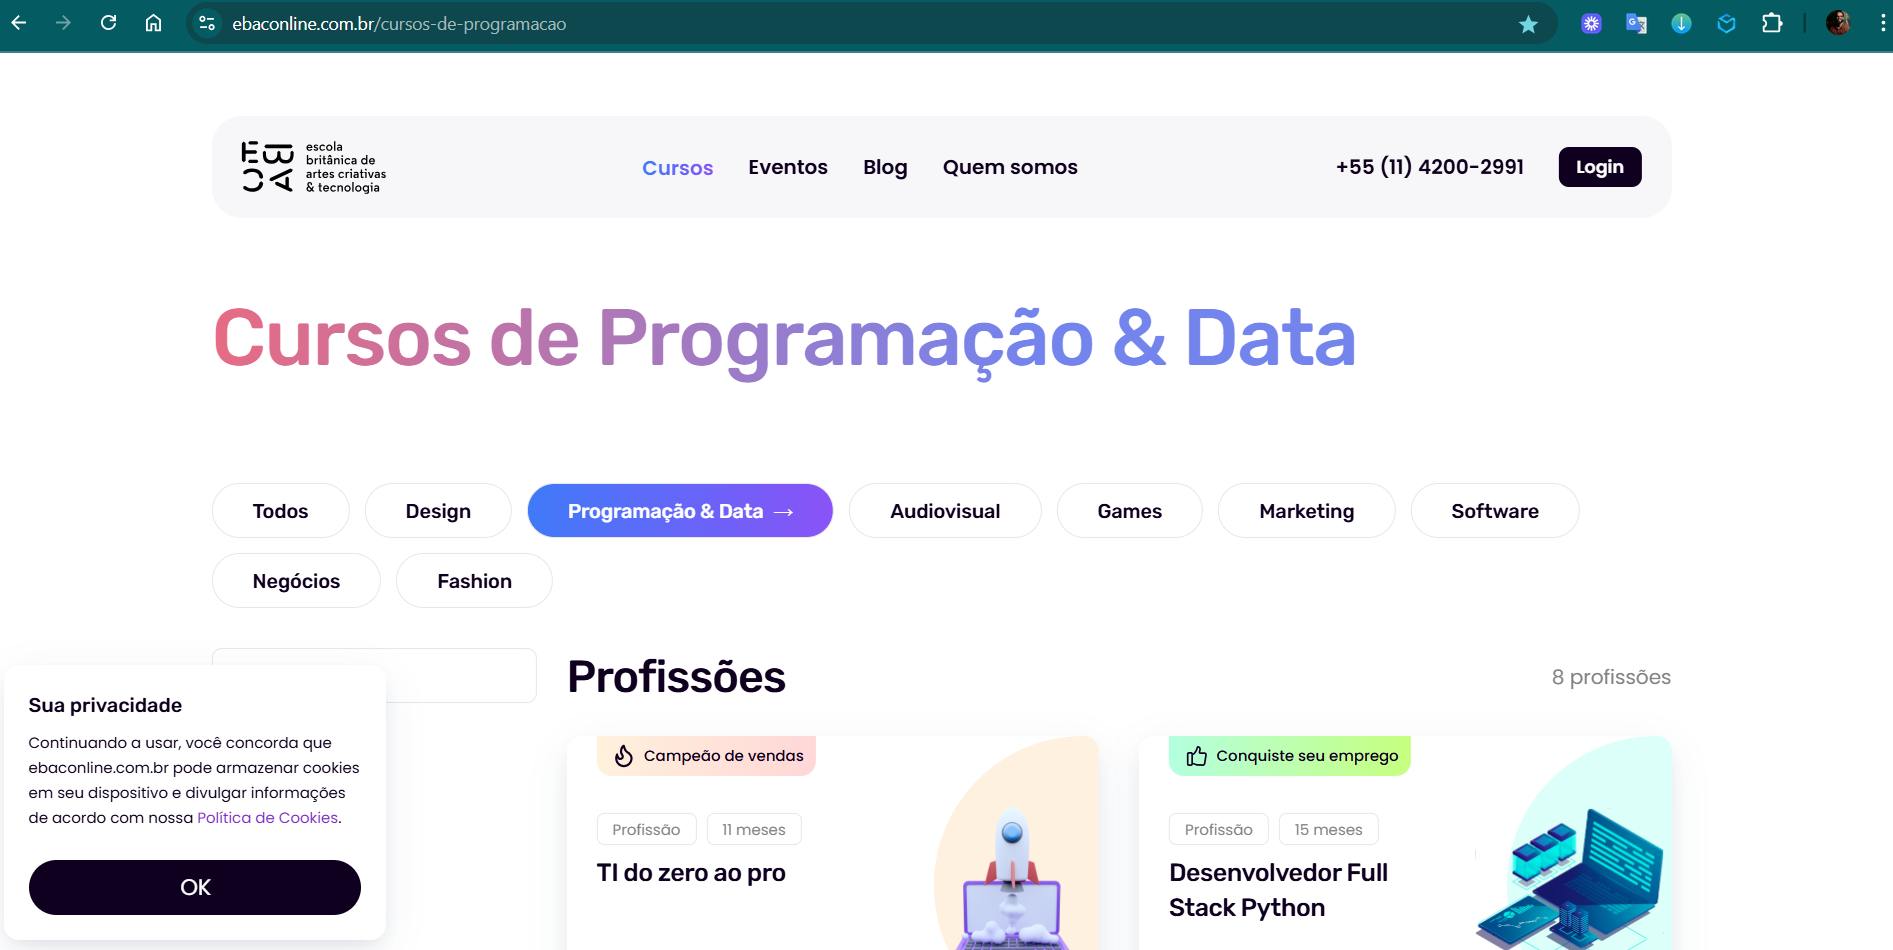 ebaconline.com.br/cursos-de-programacao
escola
britânica de
artes criativas
& tecnologia
Cursos
Eventos
Blog
Quem somos
+55 (11) 4200-2991
Login
Cursos de Programação & Data
Todos
Design
Programação & Data →
Audiovisual
Games
Marketing
Software
Negócios
Fashion
Profissões
8 profissões
Campeão de vendas
Profissão
11 meses
TI do zero ao pro
Conquiste seu emprego
Profissão
15 meses
Desenvolvedor Full
Stack Python
Sua privacidade
Continuando a usar, você concorda que
ebaconline.com.br pode armazenar cookies
em seu dispositivo e divulgar informações
de acordo com nossa Política de Cookies.
OK